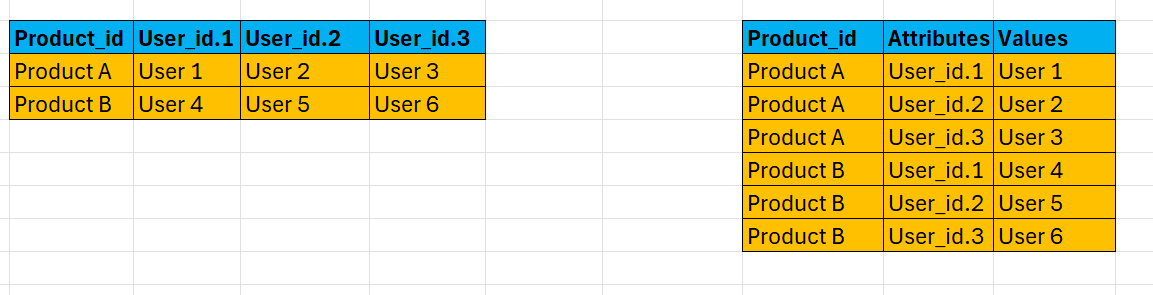 Product_id User_id.1 User_id.2 User_id.3
Product A User 1 User 2 User 3
Product B User 4 User 5 User 6
Product_id Attributes Values
Product A User_id.1 User 1
Product A User_id.2 User 2
Product A User_id.3 User 3
Product B User_id.1 User 4
Product B User_id.2 User 5
Product B User_id.3 User 6